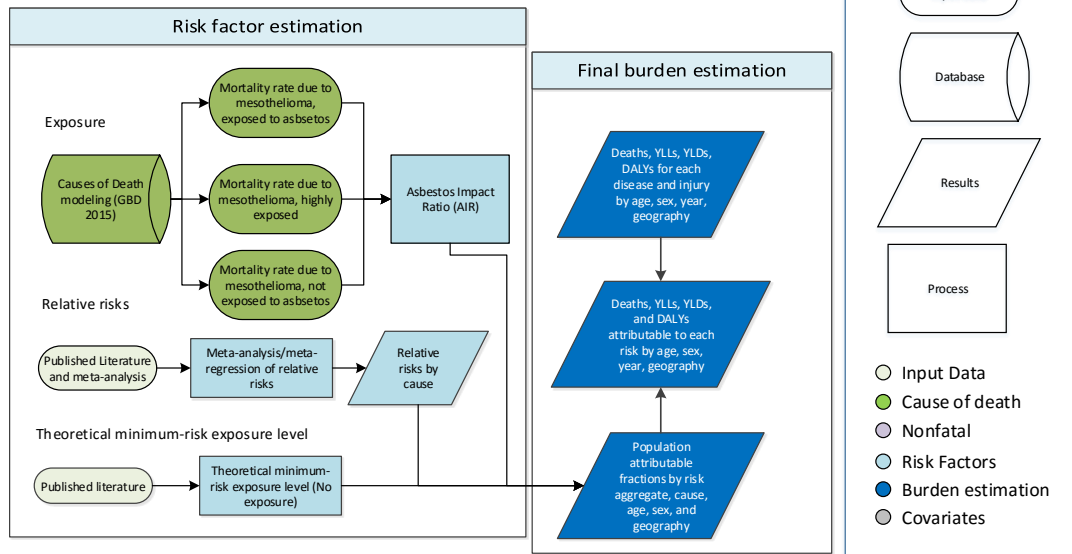 Risk factor estimation
Exposure
Causes of Death
modeling (GBD
2015)
Mortality rate due to
mesothelioma,
exposed to asbsetos
Mortality rate due to
mesothelioma, highly
exposed
Mortality rate due to
mesothelioma, not
exposed to asbsetos
Asbestos Impact
Ratio (AIR)
Relative risks
Published Literature
and meta-analysis
Meta-analysis/meta-
regression of relative
risks
Relative
risks by
cause
Theoretical minimum-risk exposure level
Published literature
Theoretical minimum-
risk exposure level (No
exposure)
Final burden estimation
Deaths, YLLs, YLDs,
DALYs for each
disease and injury
by age, sex, year,
geography
Deaths, YLLs, YLDs,
and DALYs
attributable to each
risk by age, sex,
year, geography
Population
attributable
fractions by risk
aggregate, cause,
age, sex, and
geography
Database
Results
Process
Input Data
Cause of death
Nonfatal
Risk Factors
Burden estimation
Covariates